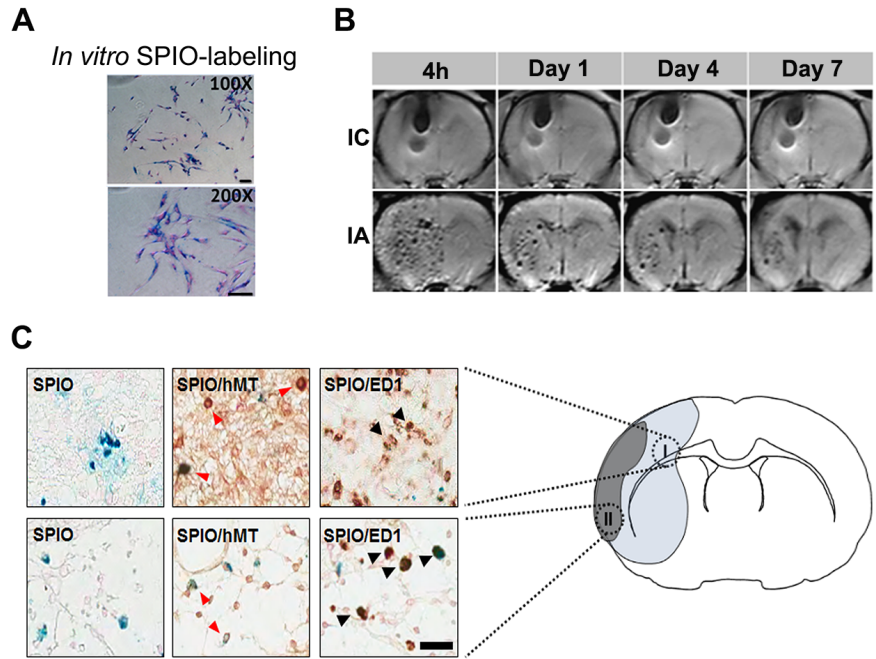 A
In vitro SPIO-labeling
100X
200X
B
4h Day 1 Day 4 Day 7
IC
IA
C
SPIO SPIO/hMT SPIO/ED1
SPIO SPIO/hMT SPIO/ED1
I
II